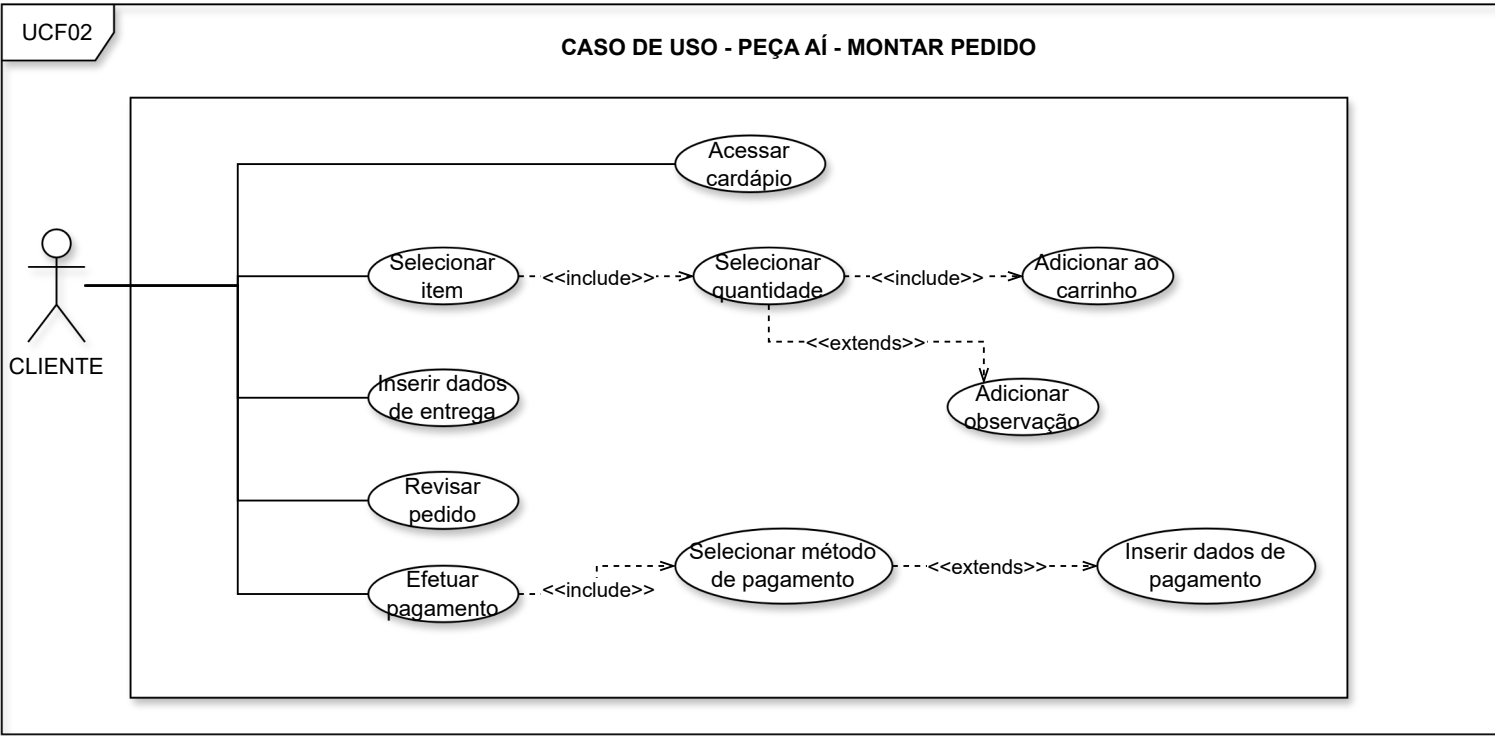 UCF02
CASO DE USO - PEÇA AÍ - MONTAR PEDIDO
Acessar
cardápio
Selecionar
item
<<include>>
Selecionar
quantidade
<<include>>
Adicionar ao
carrinho
<<extends>>
Adicionar
observação
CLIENTE
Inserir dados
de entrega
Revisar
pedido
Efetuar
pagamento
<<include>>
Selecionar método
de pagamento
<<extends>>
Inserir dados de
pagamento